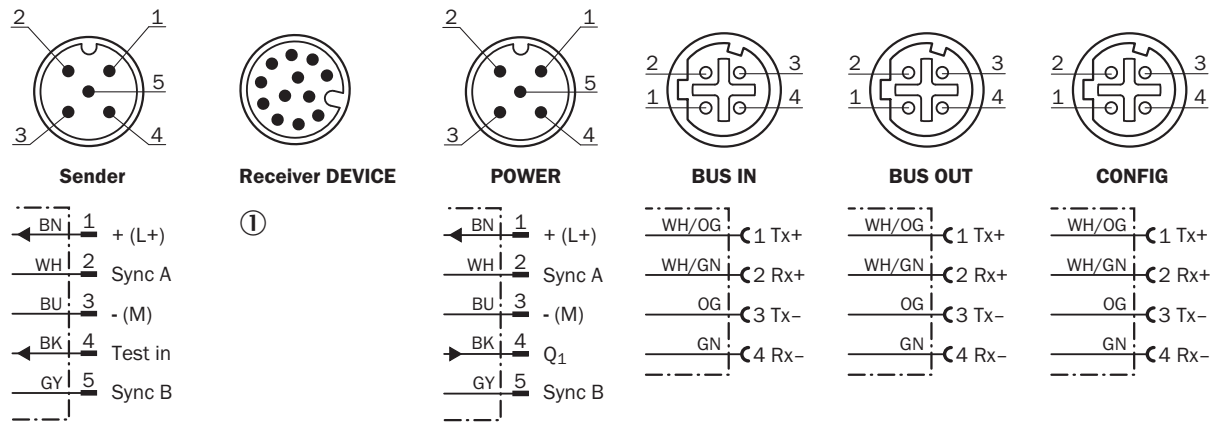 2 1
5
3 4
Sender
BN 1 + (L+)
WH 2 Sync A
BU 3 - (M)
BK 4 Test in
GY 5 Sync B
Receiver DEVICE
①
2 1
5
3 4
POWER
BN 1 + (L+)
WH 2 Sync A
BU 3 - (M)
BK 4 Q₁
GY 5 Sync B
2 3
1 4
BUS IN
WH/OG 1 Tx+
WH/GN 2 Rx+
OG 3 Tx–
GN 4 Rx–
2 3
1 4
BUS OUT
WH/OG 1 Tx+
WH/GN 2 Rx+
OG 3 Tx–
GN 4 Rx–
2 3
1 4
CONFIG
WH/OG 1 Tx+
WH/GN 2 Rx+
OG 3 Tx–
GN 4 Rx–